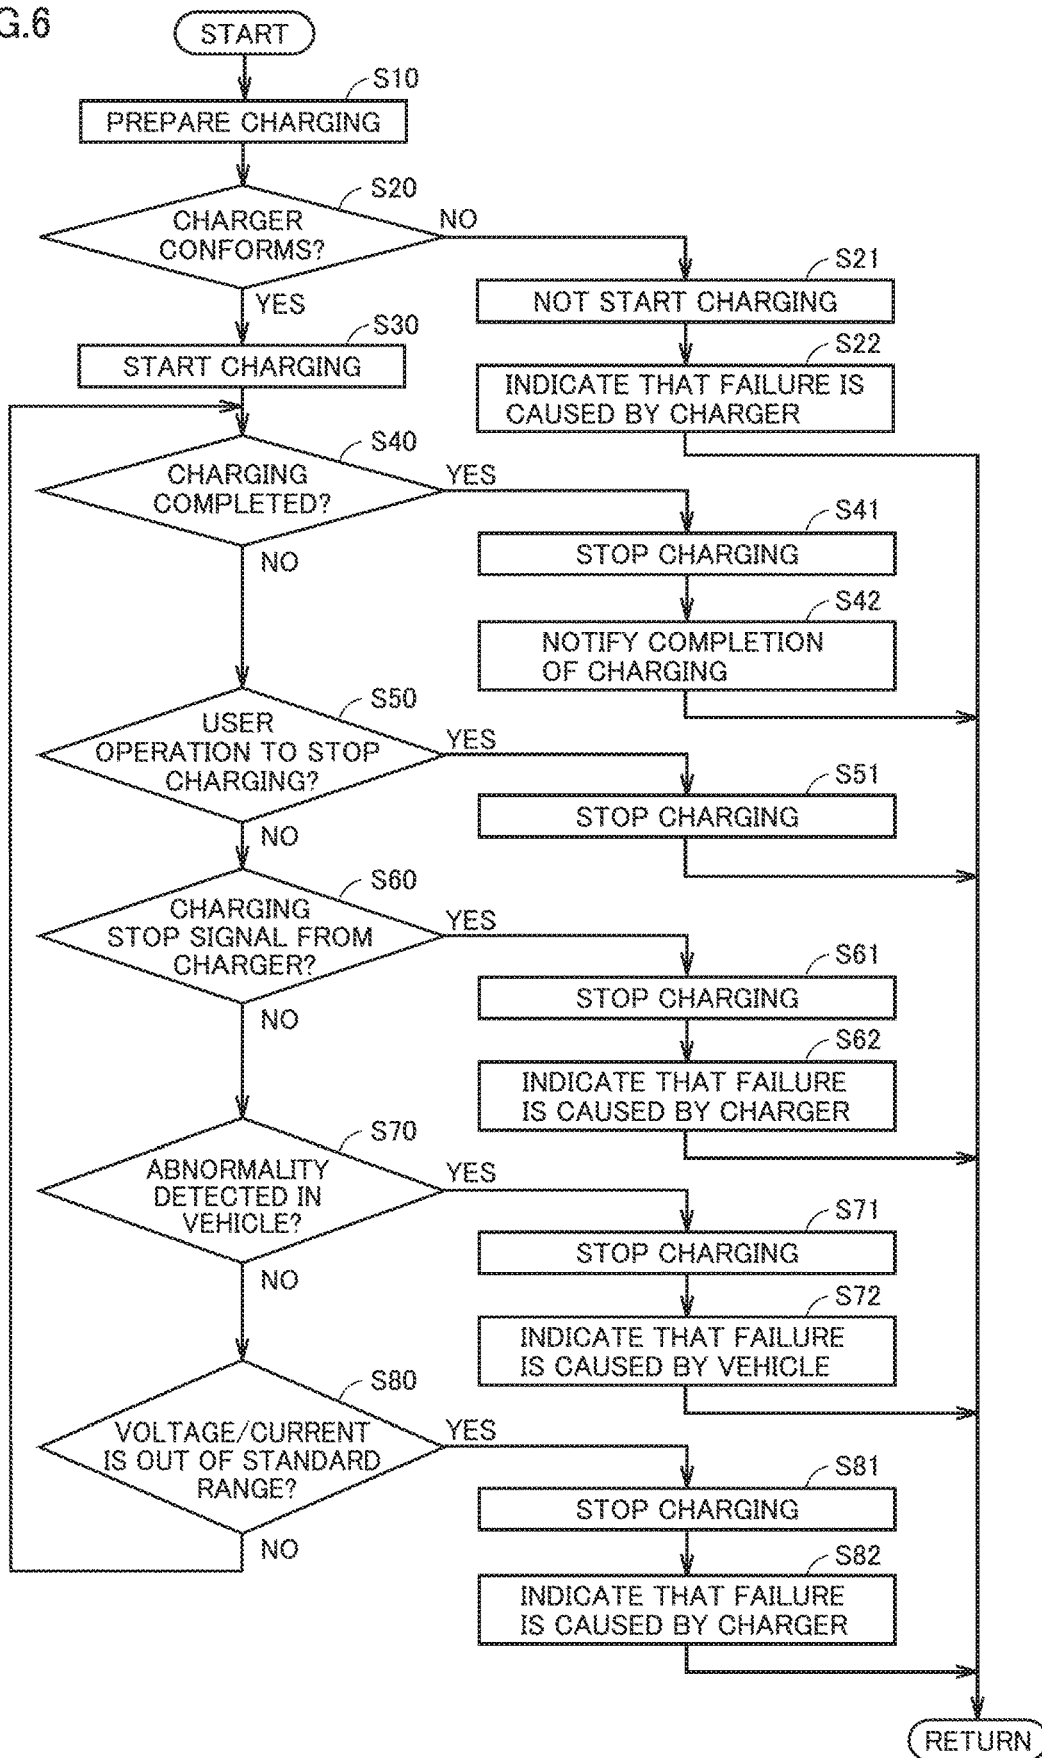 G.6
START
S10
PREPARE CHARGING
S20
CHARGER
CONFORMS?
NO
YES
S21
NOT START CHARGING
S22
INDICATE THAT FAILURE IS
CAUSED BY CHARGER
S30
START CHARGING
S40
CHARGING
COMPLETED?
YES
NO
S41
STOP CHARGING
S42
NOTIFY COMPLETION
OF CHARGING
S50
USER
OPERATION TO STOP
CHARGING?
YES
NO
S51
STOP CHARGING
S60
CHARGING
STOP SIGNAL FROM
CHARGER?
YES
NO
S61
STOP CHARGING
S62
INDICATE THAT FAILURE
IS CAUSED BY CHARGER
S70
ABNORMALITY
DETECTED IN
VEHICLE?
YES
NO
S71
STOP CHARGING
S72
INDICATE THAT FAILURE
IS CAUSED BY VEHICLE
S80
VOLTAGE/CURRENT
IS OUT OF STANDARD
RANGE?
YES
NO
S81
STOP CHARGING
S82
INDICATE THAT FAILURE
IS CAUSED BY CHARGER
RETURN